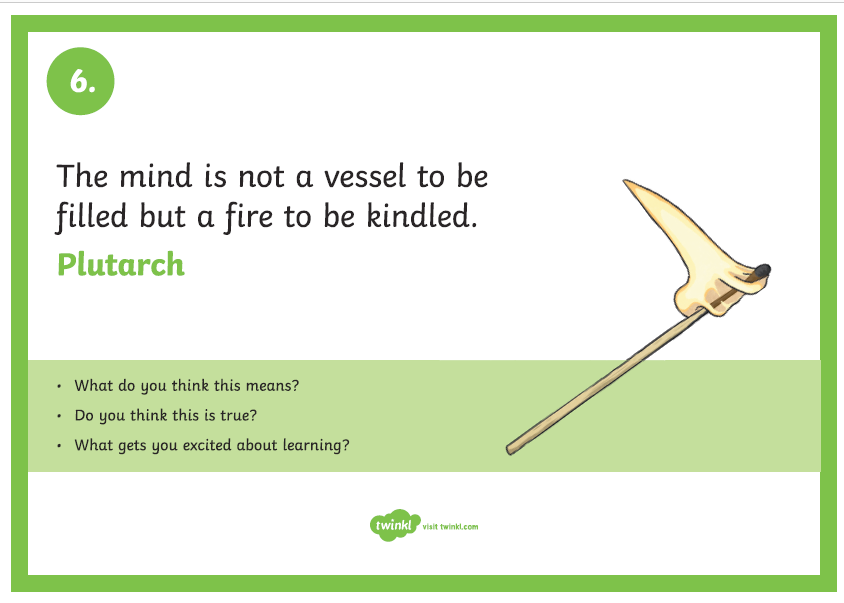 6.
The mind is not a vessel to be
filled but a fire to be kindled.
Plutarch
• What do you think this means?
• Do you think this is true?
• What gets you excited about learning?
twinkl visit twinkl.com